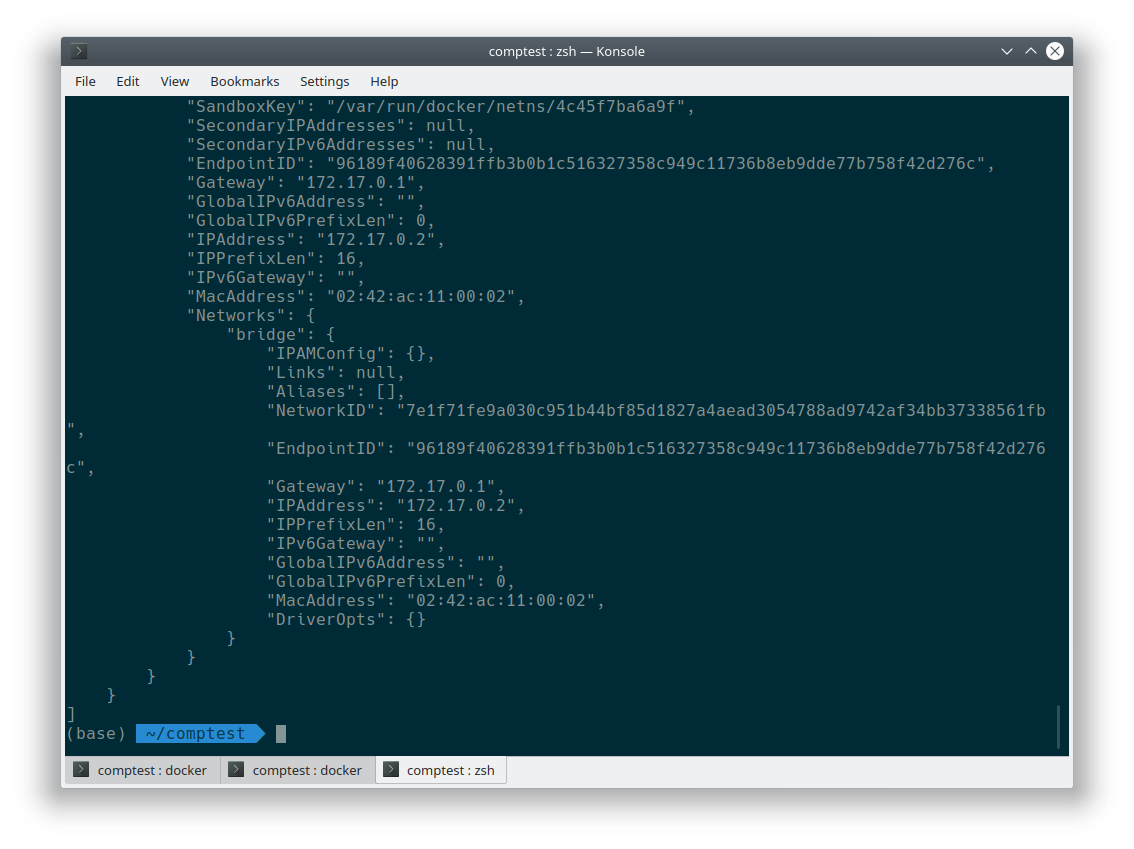 comptest : zsh — Konsole
File Edit View Bookmarks Settings Help
"SandboxKey": "/var/run/docker/netns/4c45f7ba6a9f",
"SecondaryIPAddresses": null,
"SecondaryIPv6Addresses": null,
"EndpointID": "96189f40628391ffb3b0b1c516327358c949c11736b8eb9dde77b758f42d276c",
"Gateway": "172.17.0.1",
"GlobalIPv6Address": "",
"GlobalIPv6PrefixLen": 0,
"IPAddress": "172.17.0.2",
"IPPrefixLen": 16,
"IPv6Gateway": "",
"MacAddress": "02:42:ac:11:00:02",
"Networks": {
"bridge": {
"IPAMConfig": {},
"Links": null,
"Aliases": [],
"NetworkID": "7e1f71fe9a030c951b44bf85d1827a4aead3054788ad9742af34bb37338561fb
",
"EndpointID": "96189f40628391ffb3b0b1c516327358c949c11736b8eb9dde77b758f42d276
c",
"Gateway": "172.17.0.1",
"IPAddress": "172.17.0.2",
"IPPrefixLen": 16,
"IPv6Gateway": "",
"GlobalIPv6Address": "",
"GlobalIPv6PrefixLen": 0,
"MacAddress": "02:42:ac:11:00:02",
"DriverOpts": {}
}
}
}
}
]
(base) ~/comptest
comptest : docker comptest : docker comptest : zsh